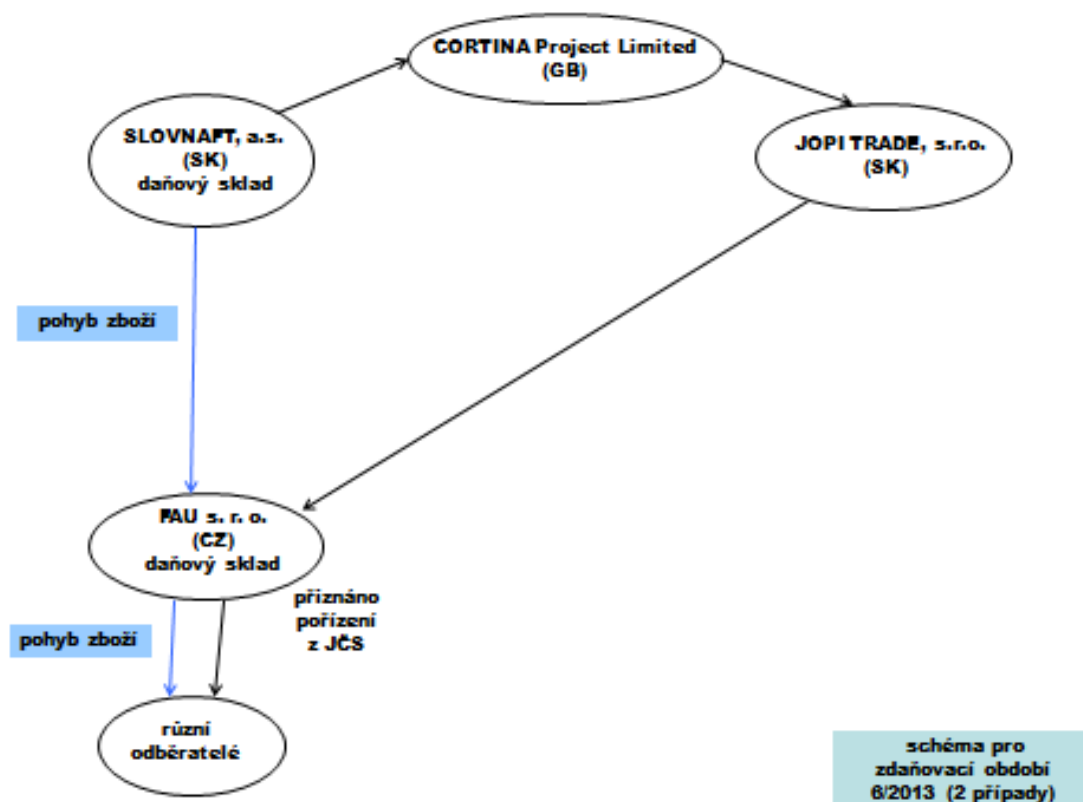 CORTINA Project Limited
(GB)
SLOVNAFT, a.s.
(SK)
daňový sklad
JOPI TRADE, s.r.o.
(SK)
pohyb zboží
FAU s. r. o.
(CZ)
daňový sklad
přiznáno
pořízení
z JČS
pohyb zboží
různí
odběratelé
schéma pro
zdaňovací období
6/2013 (2 případy)